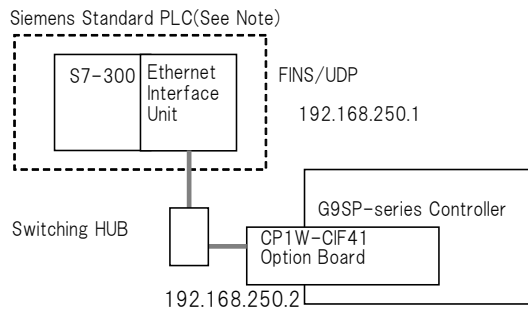 Siemens Standard PLC(See Note)
S7-300
Ethernet
Interface
Unit
FINS/UDP
192.168.250.1
Switching HUB
G9SP-series Controller
CP1W-CIF41
Option Board
192.168.250.2